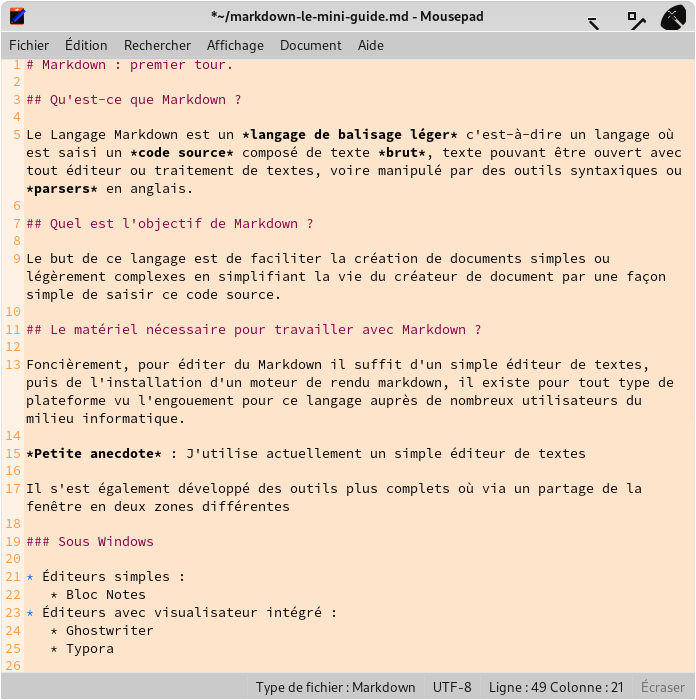 *~/markdown-le-mini-guide.md - Mousepad
Fichier Édition Rechercher Affichage Document Aide
1 # Markdown : premier tour.
2
3 ## Qu'est-ce que Markdown ?
4
5 Le Langage Markdown est un *langage de balisage léger* c'est-à-dire un langage où
est saisi un *code source* composé de texte *brut*, texte pouvant être ouvert avec
tout éditeur ou traitement de textes, voire manipulé par des outils syntaxiques ou
*parsers* en anglais.
6
7 ## Quel est l'objectif de Markdown ?
8
9 Le but de ce langage est de faciliter la création de documents simples ou
légèrement complexes en simplifiant la vie du créateur de document par une façon
simple de saisir ce code source.
10
11 ## Le matériel nécessaire pour travailler avec Markdown ?
12
13 Foncièrement, pour éditer du Markdown il suffit d'un simple éditeur de textes,
puis de l'installation d'un moteur de rendu markdown, il existe pour tout type de
plateforme vu l'engouement pour ce langage auprès de nombreux utilisateurs du
milieu informatique.
14
15 *Petite anecdote* : J'utilise actuellement un simple éditeur de textes
16
17 Il s'est également développé des outils plus complets où via un partage de la
fenêtre en deux zones différentes
18
19 ### Sous Windows
20
21 * Éditeurs simples :
22    * Bloc Notes
23 * Éditeurs avec visualisateur intégré :
24    * Ghostwriter
25    * Typora
26
Type de fichier : Markdown UTF-8 Ligne : 49 Colonne : 21 Écraser